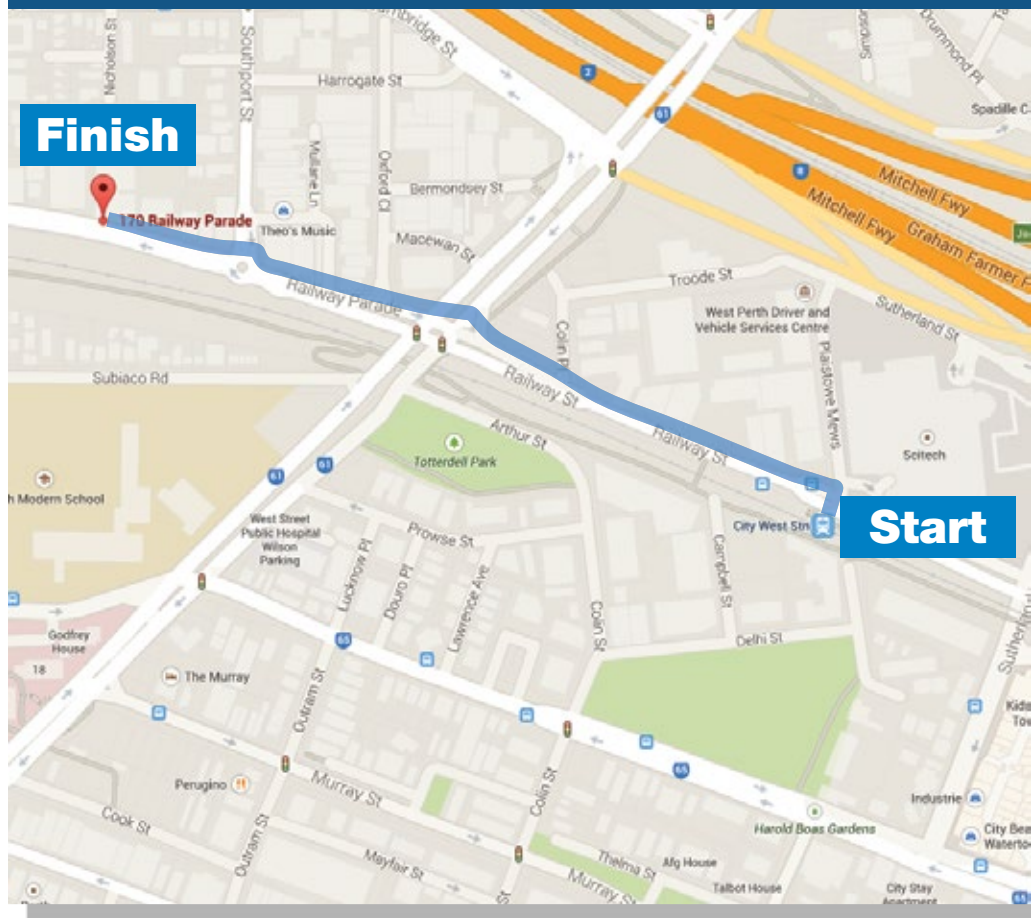 Nicholson St
Southport St
Harrogate St
Mullane Ln
Oxford Cl
Bermondsey St
Macewan St
61
2
8
Simpson
Drummond Pl
Spadille C
Mitchell Fwy
Mitchell Fwy
Graham Farmer F
Finish
170 Railway Parade
Theo's Music
Railway Parade
Troode St
West Perth Driver and
Vehicle Services Centre
Sutherland St
Colin Pl
Plaistowe Mews
Subiaco Rd
Railway St
Railway St
Arthur St
Totterdell Park
Scitech
h Modern School
61
61
West Street
Public Hospital
Wilson
Parking
Prowse St
City West Stn
Start
Lucknow Pl
Douro Pl
Lawrence Ave
Campbell St
Colin St
Delhi St
Godfrey
House
18
65
The Murray
Outram St
65
Kids
Perugino
Murray St
Colin St
Industrie
Cook St
Outram St
Harold Boas Gardens
City Bea
Waterto
Mayfair St
Thelma St
Afg House
Murray S
Talbot House
City Stay
Apartment
St
65